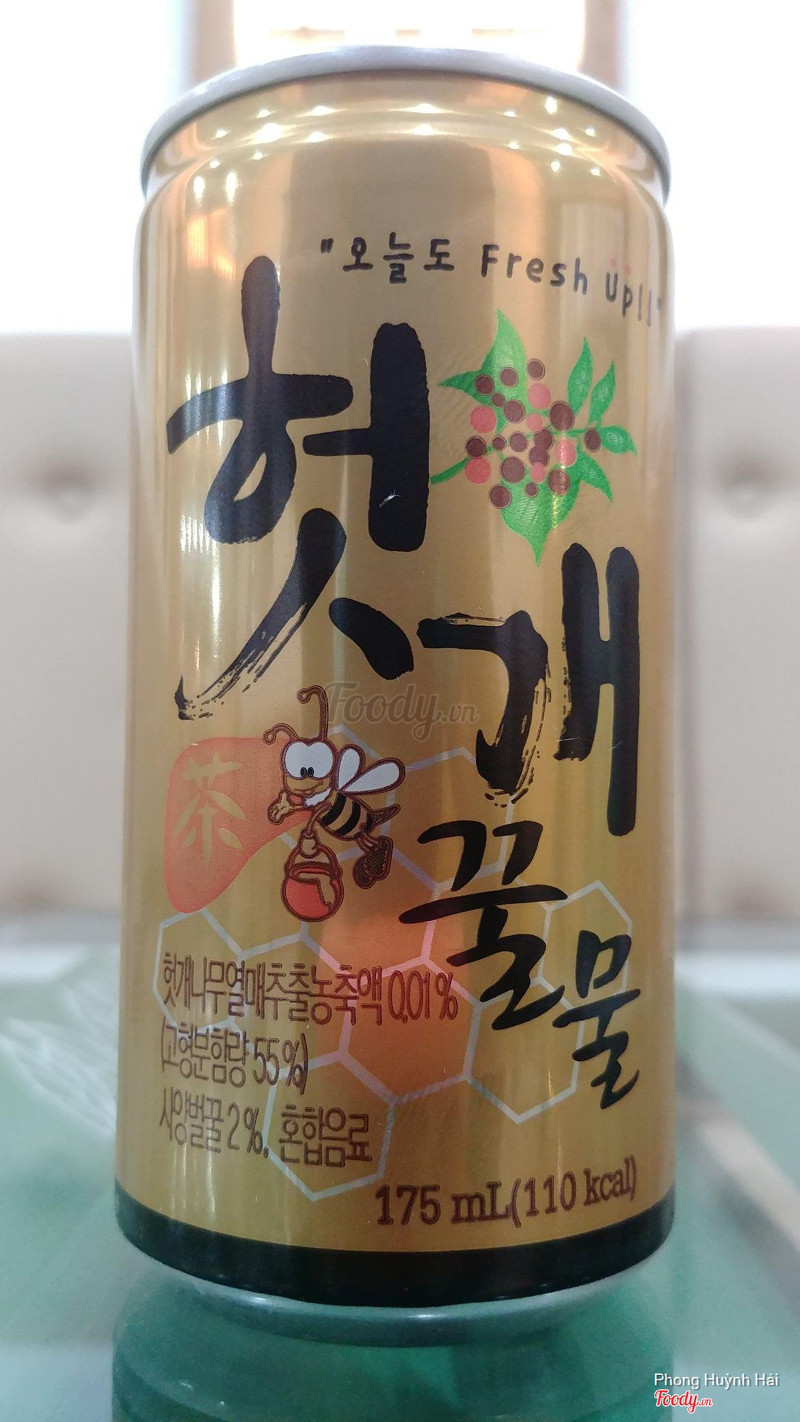 "오늘도 Fresh Up!!"
헛개
꿀물
茶
헛개나무열매추출농축액 0.01%
(고형분함량 55%)
사양벌꿀 2%, 혼합음료
175 mL(110 kcal)
Foody.vn
Phong Huỳnh Hải
Foody.vn